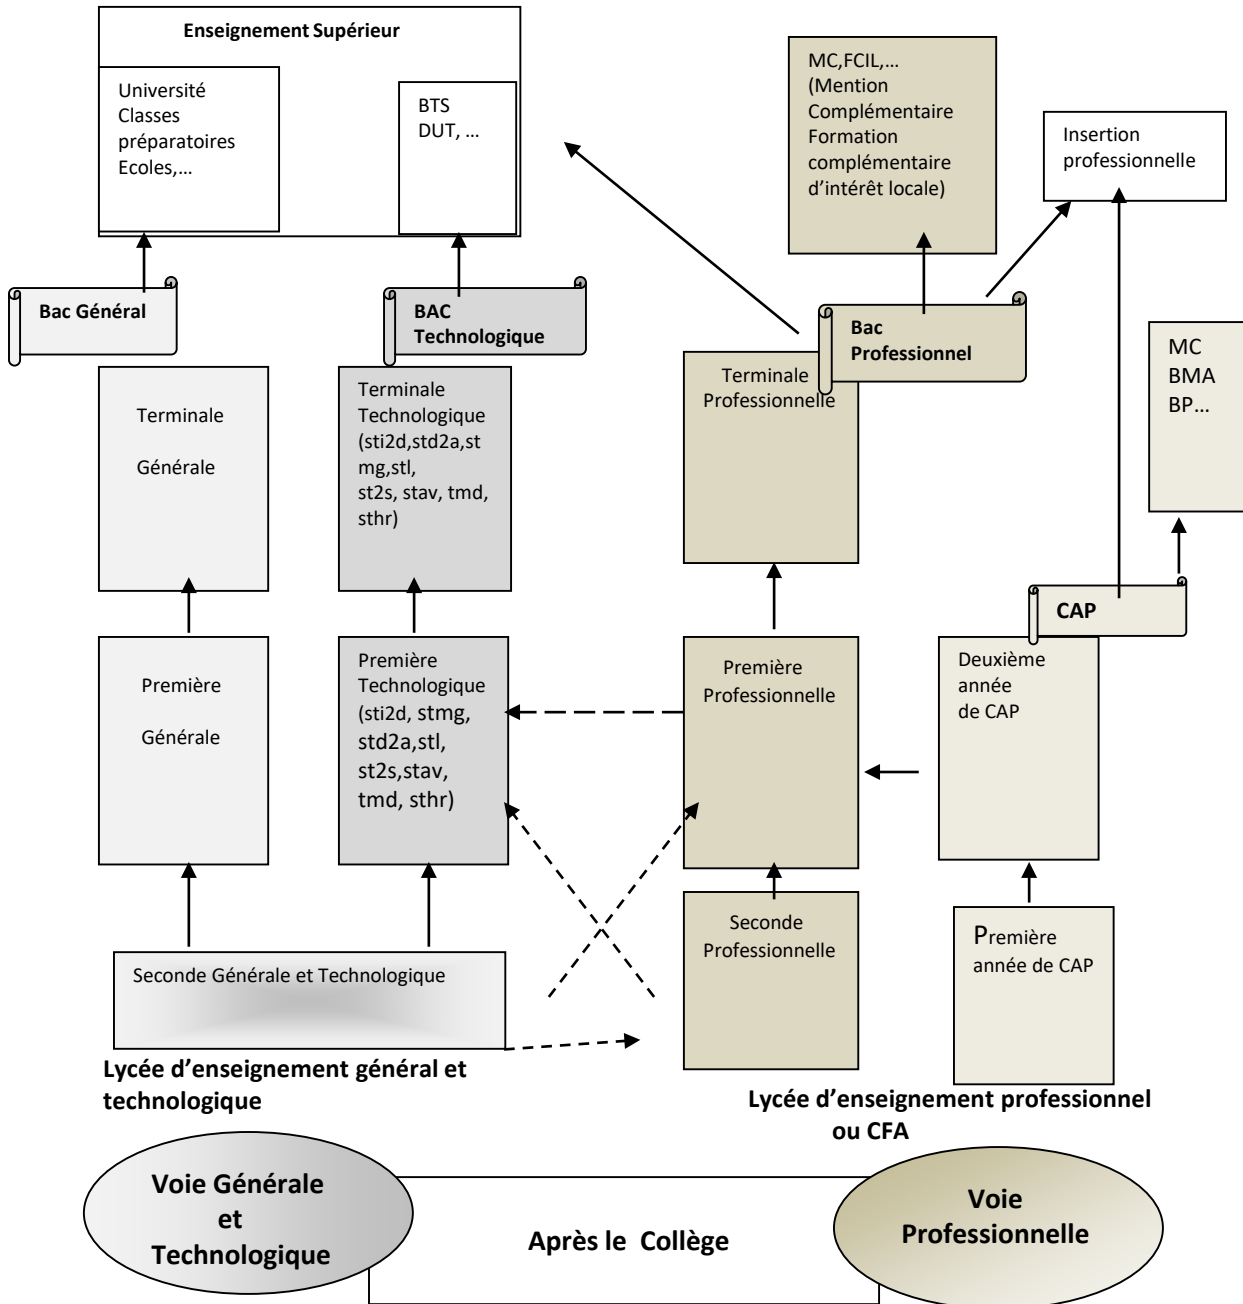 Enseignement Supérieur
Université
Classes
préparatoires
Ecoles,...
BTS
DUT, ...
MC,FCIL,...
(Mention
Complémentaire
Formation
complémentaire
d'intérêt locale)
Insertion
professionnelle
Bac Général
BAC
Technologique
Bac
Professionnel
MC
BMA
BP...
Terminale
Générale
Terminale
Technologique
(sti2d,std2a,st
mg,stl,
st2s, stav, tmd,
sthr)
Terminale
Professionnelle
CAP
Première
Générale
Première
Technologique
(sti2d, stmg,
std2a,stl,
st2s,stav,
tmd, sthr)
Première
Professionnelle
Deuxième
année
de CAP
Seconde Générale et Technologique
Seconde
Professionnelle
Première
année de CAP
Lycée d'enseignement général et
technologique
Lycée d'enseignement professionnel
ou CFA
Voie Générale
et
Technologique
Après le Collège
Voie
Professionnelle